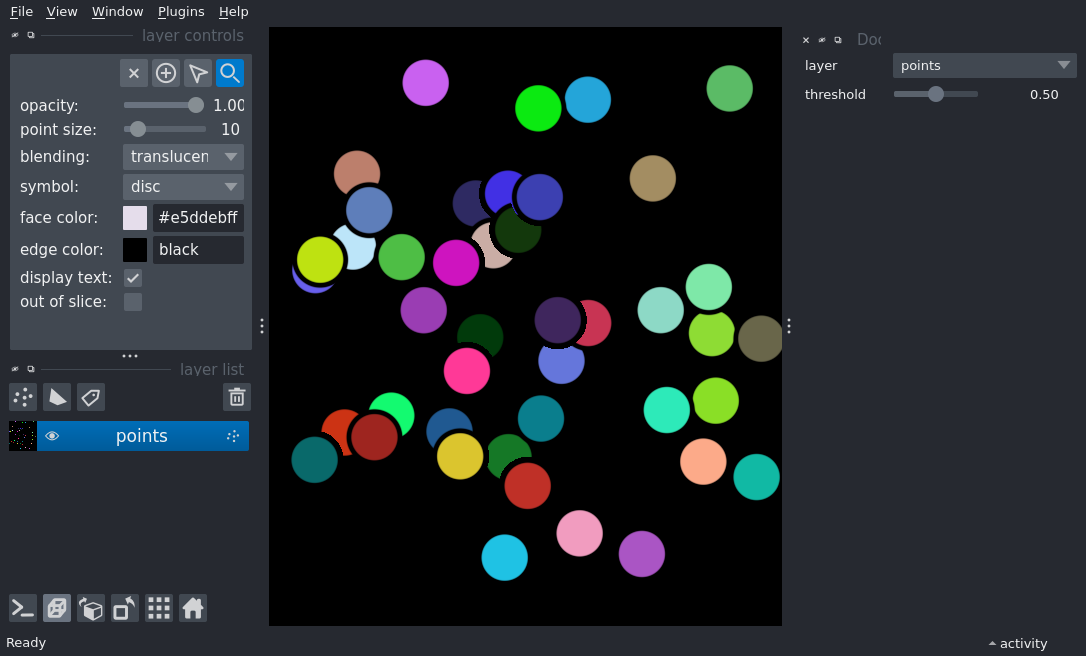 File View Window Plugins Help
layer controls
opacity: 1.00
point size: 10
blending: translucen
symbol: disc
face color: #e5ddebff
edge color: black
display text:
out of slice:
layer list
points
Ready
Doc
layer points
threshold 0.50
activity